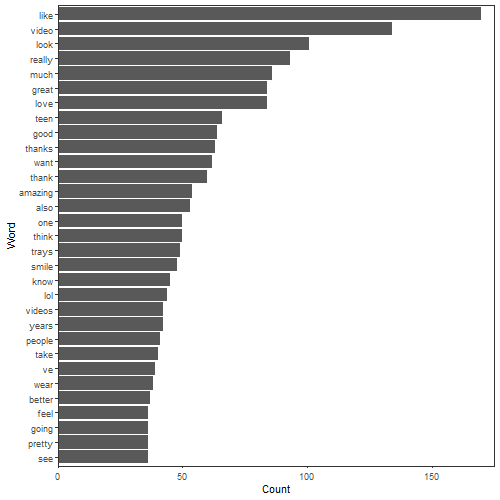 like
video
look
really
much
great
love
teen
good
thanks
want
thank
amazing
also
one
think
trays
smile
know
lol
videos
years
people
take
ve
wear
better
feel
going
pretty
see
Word
0 50 100 150
Count